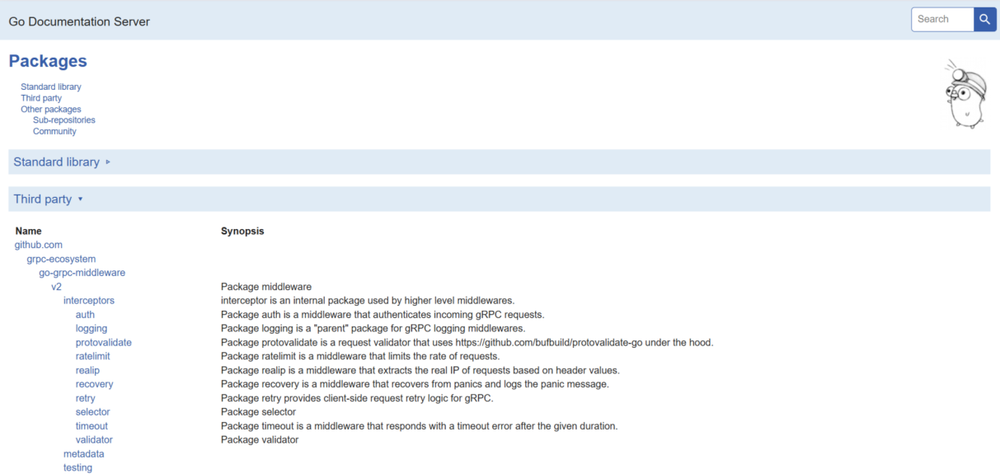 Go Documentation Server
Search
Packages
Standard library
Third party
Other packages
Sub-repositories
Community
Standard library ▹
Third party ▾
Name Synopsis
github.com
grpc-ecosystem
go-grpc-middleware
v2 Package middleware
interceptors interceptor is an internal package used by higher level middlewares.
auth Package auth is a middleware that authenticates incoming gRPC requests.
logging Package logging is a "parent" package for gRPC logging middlewares.
protovalidate Package protovalidate is a request validator that uses https://github.com/bufbuild/protovalidate-go under the hood.
ratelimit Package ratelimit is a middleware that limits the rate of requests.
realip Package realip is a middleware that extracts the real IP of requests based on header values.
recovery Package recovery is a middleware that recovers from panics and logs the panic message.
retry Package retry provides client-side request retry logic for gRPC.
selector Package selector
timeout Package timeout is a middleware that responds with a timeout error after the given duration.
validator Package validator
metadata
testing